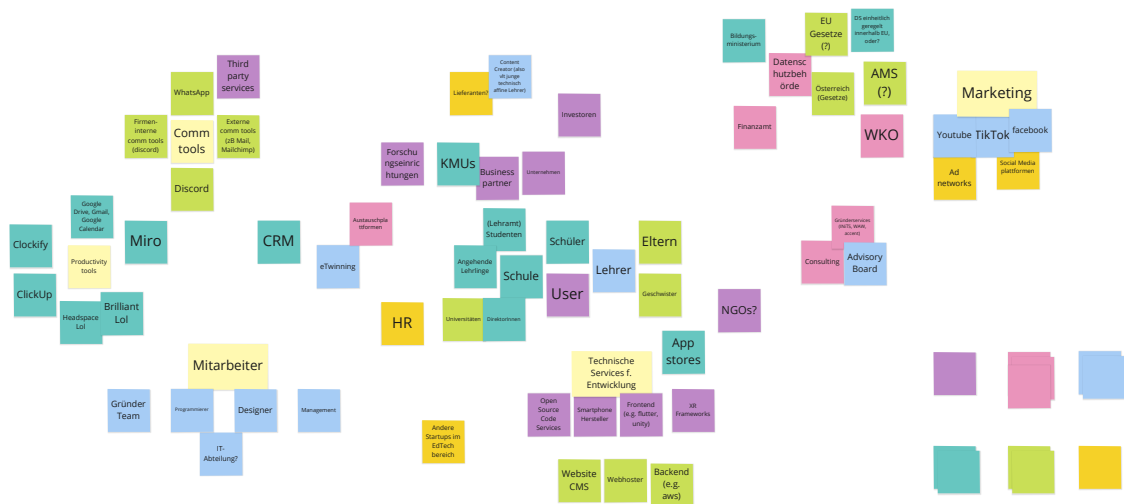 Third
party
services
WhatsApp
Firmen-
interne
comm tools
(discord)
Comm
tools
Externe
comm tools
(zB Mail,
Mailchimp)
Discord
Google
Drive, Gmail,
Google
Calendar
Clockify
Miro
Productivity
tools
ClickUp
Headspace
Lol
Brilliant
Lol
CRM
Mitarbeiter
Gründer
Team
Programmierer
Designer
Management
IT-
Abteilung?
Lieferanten?
Content
Creator (also
vlt junge
technisch
affine Lehrer)
Investoren
Forschu
ngseinric
htungen
KMUs
Business
partner
Unternehmen
Austauschpla
ttformen
eTwinning
(Lehramt)
Studenten
Angehende
Lehrlinge
Schule
Schüler
User
Lehrer
Eltern
Geschwister
Universitäten
Direktorinnen
HR
NGOs?
App
stores
Technische
Services f.
Entwicklung
Open
Source
Code
Services
Smartphone
Hersteller
Frontend
(e.g. flutter,
unity)
XR
Frameworks
Andere
Startups im
EdTech
bereich
Website
CMS
Webhoster
Backend
(e.g.
aws)
Bildungs-
ministerium
EU
Gesetze
(?)
DS einheitlich
geregelt
innerhalb EU,
oder?
Datensc
hutzbeh
örde
Österreich
(Gesetze)
AMS
(?)
Finanzamt
WKO
Marketing
Youtube
TikTok
facebook
Ad
networks
Social Media
plattformen
Gründerservices
Consulting
Advisory
Board